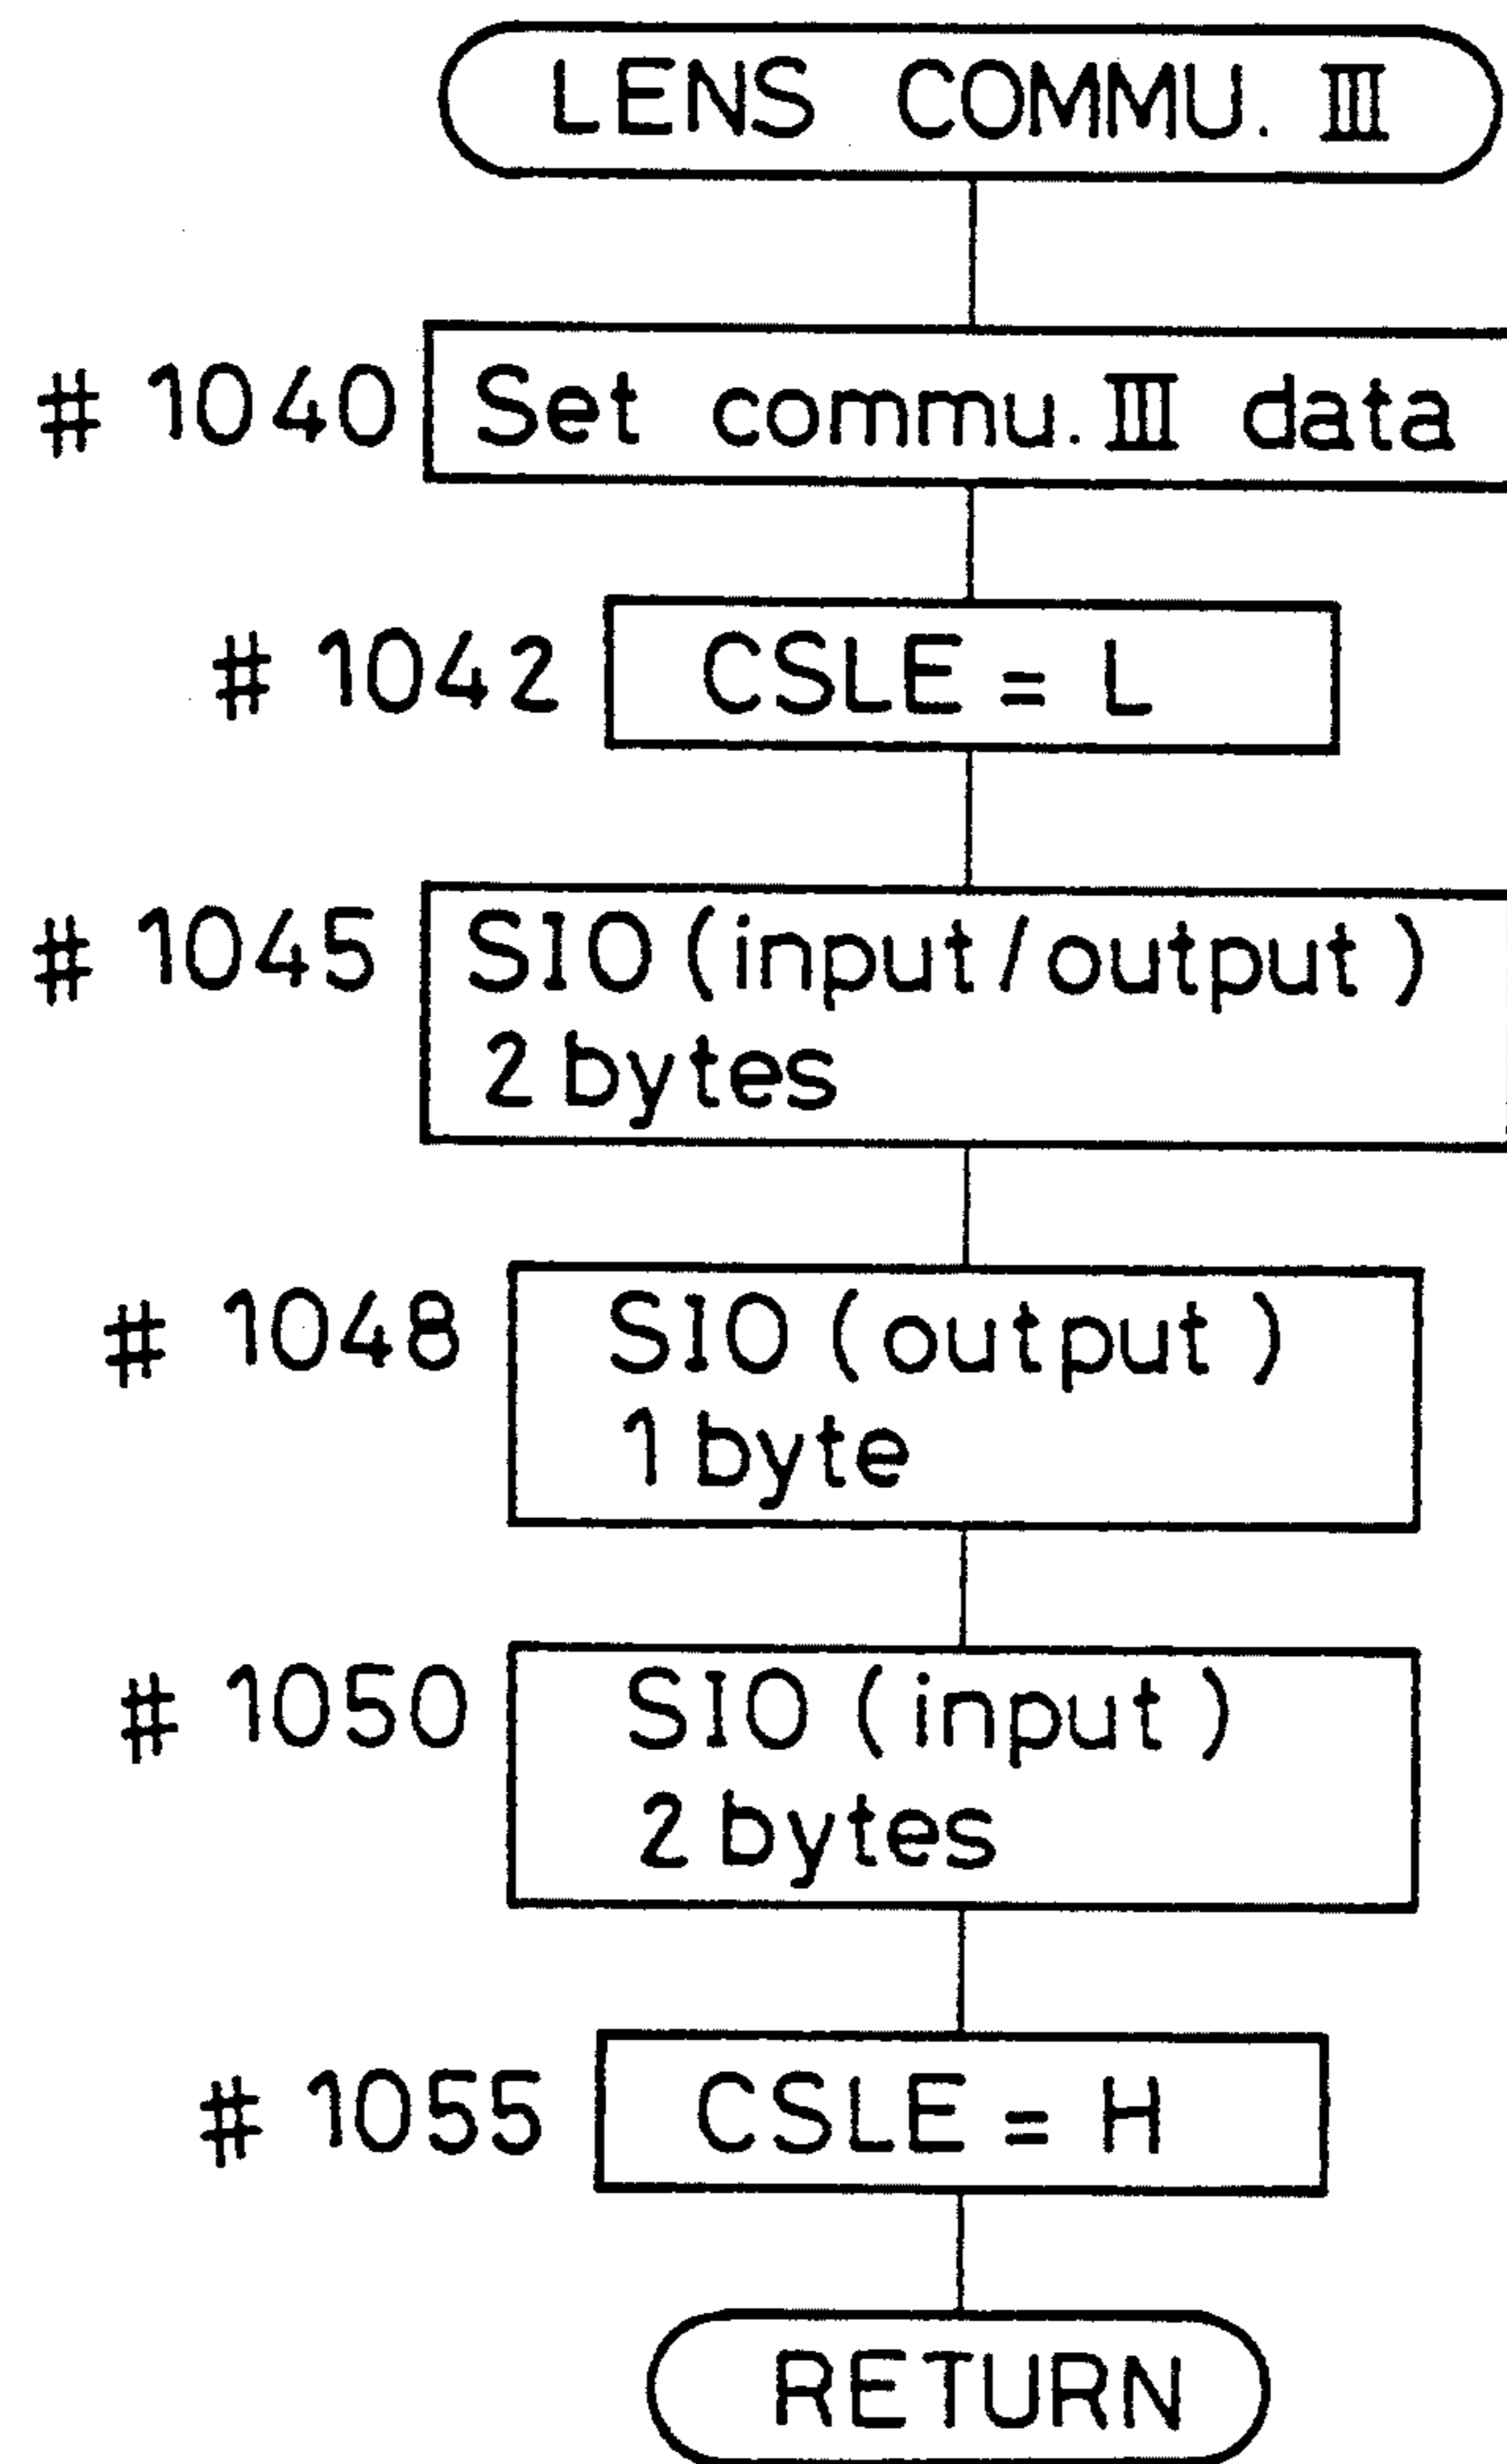 LENS COMMU. III
# 1040 Set commu. III data
# 1042 CSLE = L
# 1045 SIO (input/output)
2 bytes
# 1048 SIO (output)
1 byte
# 1050 SIO (input)
2 bytes
# 1055 CSLE = H
RETURN